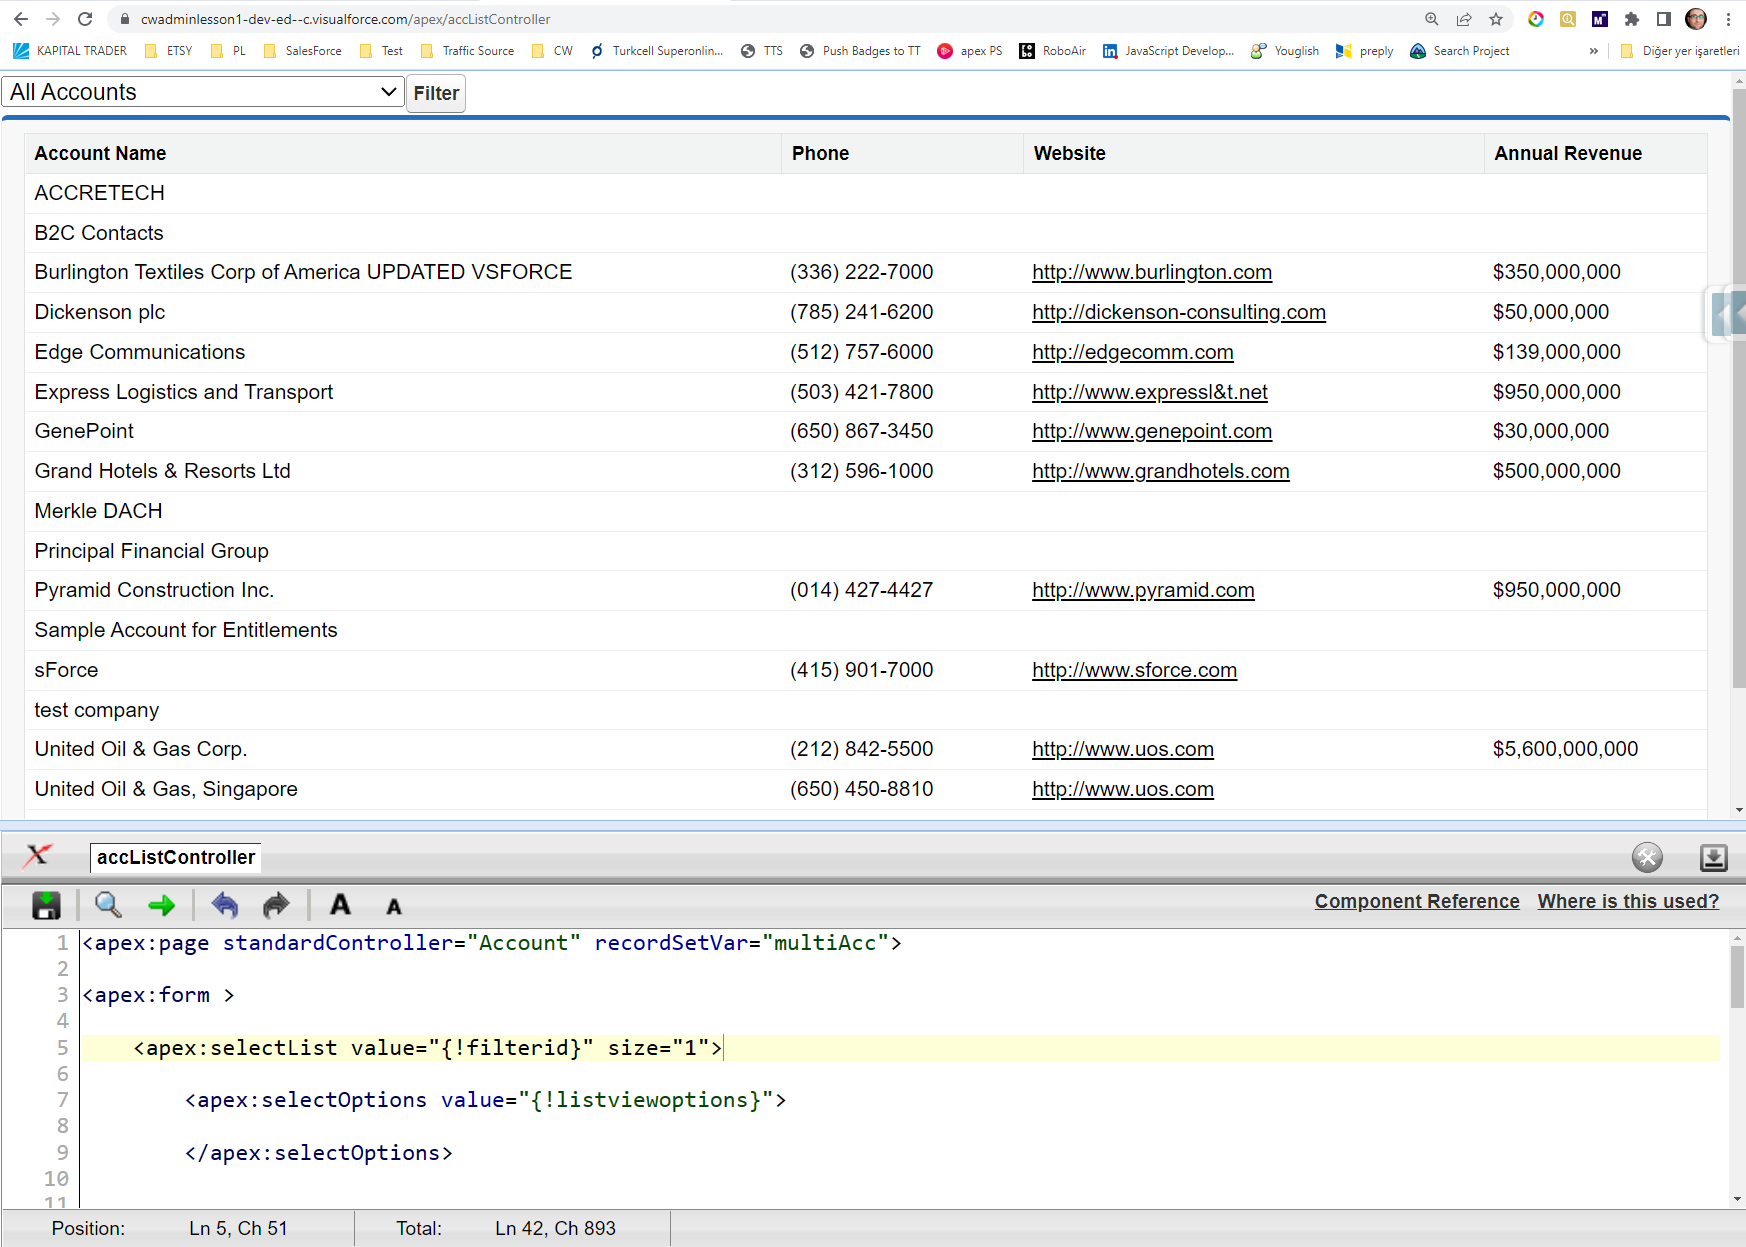 cwadminlesson1-dev-ed--c.visualforce.com/apex/accListController
KAPITAL TRADER ETSY PL SalesForce Test Traffic Source CW Turkcell Superonlin... TTS Push Badges to TT apex PS RoboAir JavaScript Develop... Youglish preply Search Project » Diğer yer işaretleri
All Accounts Filter
Account Name Phone Website Annual Revenue
ACCRETECH
B2C Contacts
Burlington Textiles Corp of America UPDATED VSFORCE (336) 222-7000 http://www.burlington.com $350,000,000
Dickenson plc (785) 241-6200 http://dickenson-consulting.com $50,000,000
Edge Communications (512) 757-6000 http://edgecomm.com $139,000,000
Express Logistics and Transport (503) 421-7800 http://www.expressl&t.net $950,000,000
GenePoint (650) 867-3450 http://www.genepoint.com $30,000,000
Grand Hotels & Resorts Ltd (312) 596-1000 http://www.grandhotels.com $500,000,000
Merkle DACH
Principal Financial Group
Pyramid Construction Inc. (014) 427-4427 http://www.pyramid.com $950,000,000
Sample Account for Entitlements
sForce (415) 901-7000 http://www.sforce.com
test company
United Oil & Gas Corp. (212) 842-5500 http://www.uos.com $5,600,000,000
United Oil & Gas, Singapore (650) 450-8810 http://www.uos.com
accListController
A A Component Reference Where is this used?
1 <apex:page standardController="Account" recordSetVar="multiAcc">
2
3 <apex:form >
4
5 <apex:selectList value="{!filterid}" size="1">
6
7 <apex:selectOptions value="{!listviewoptions}">
8
9 </apex:selectOptions>
10
11
Position: Ln 5, Ch 51 Total: Ln 42, Ch 893